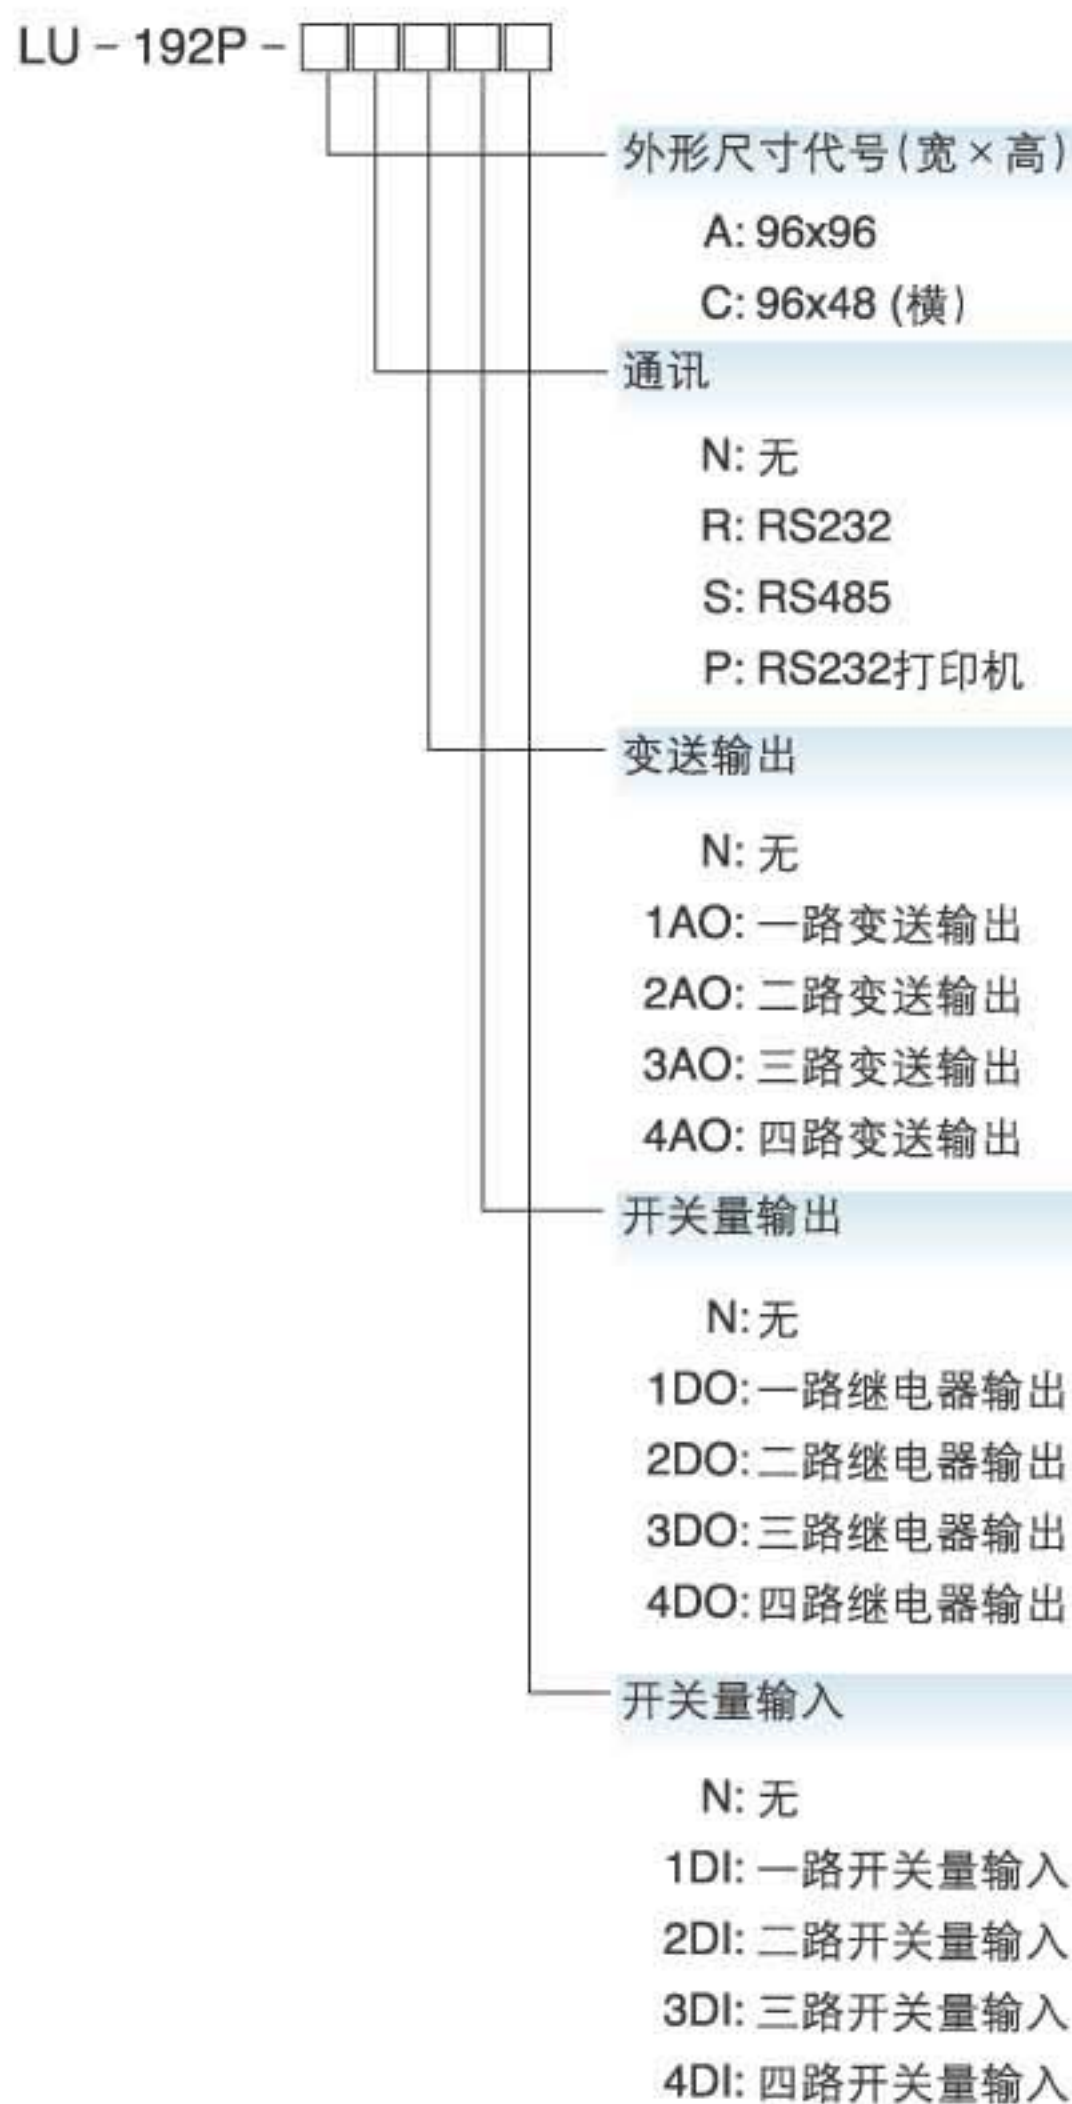 LU－192P－□□□□□
外形尺寸代号(宽×高)
A: 96x96
C: 96x48 (横)
通讯
N: 无
R: RS232
S: RS485
P: RS232打印机
变送输出
N: 无
1AO: 一路变送输出
2AO: 二路变送输出
3AO: 三路变送输出
4AO: 四路变送输出
开关量输出
N: 无
1DO: 一路继电器输出
2DO: 二路继电器输出
3DO: 三路继电器输出
4DO: 四路继电器输出
开关量输入
N: 无
1DI: 一路开关量输入
2DI: 二路开关量输入
3DI: 三路开关量输入
4DI: 四路开关量输入